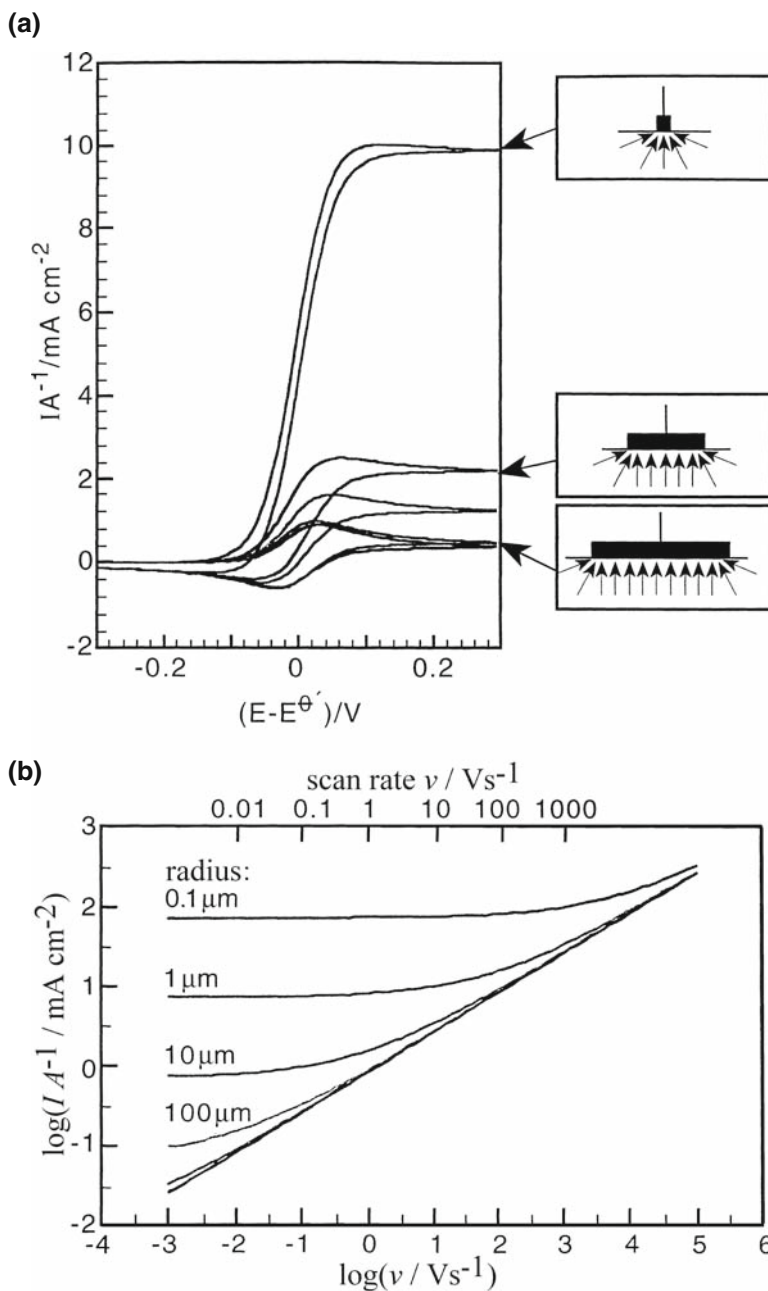 (a)
12
10
8
6
4
2
0
-2
I A⁻¹/mA cm⁻²
-0.2 0 0.2
(E-E^θ′)/V
(b)
scan rate v / Vs⁻¹
0.01 0.1 1 10 100 1000
3
2
1
0
-1
-2
log(I A⁻¹ / mA cm⁻²)
radius:
0.1μm
1μm
10μm
100μm
-4 -3 -2 -1 0 1 2 3 4 5 6
log(v / Vs⁻¹)